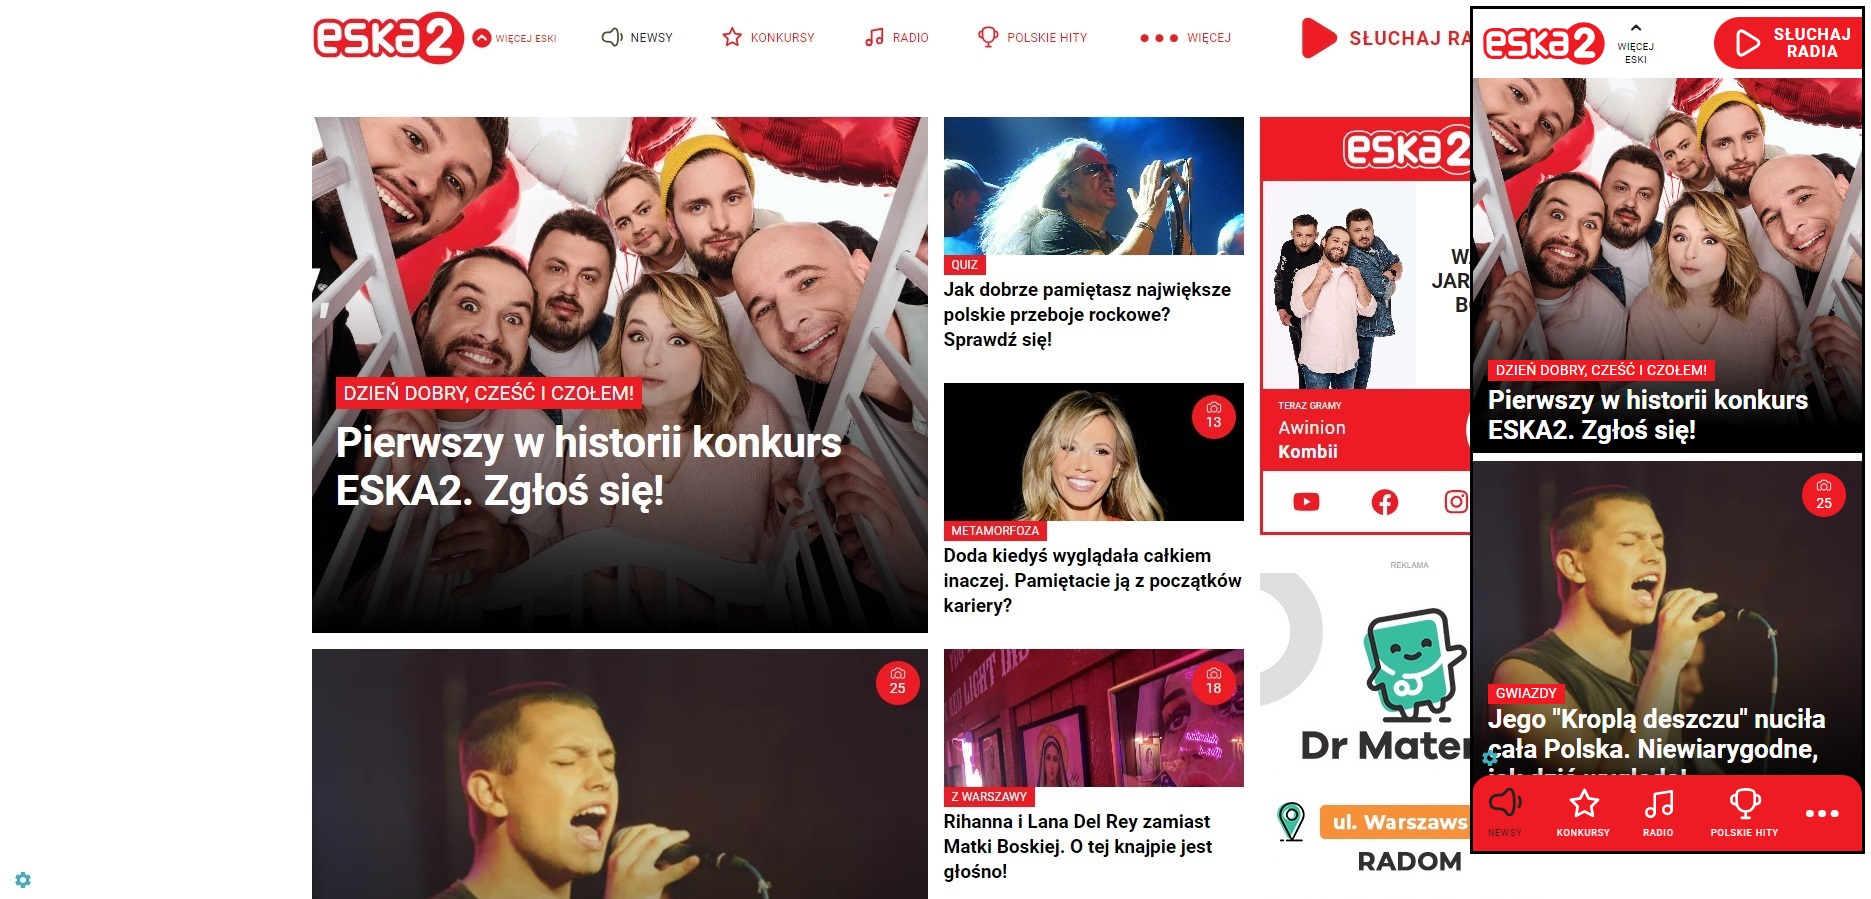 eska2
WIĘCEJ ESKI
NEWSY
KONKURSY
RADIO
POLSKIE HITY
WIĘCEJ
SŁUCHAJ RA
DZIEŃ DOBRY, CZEŚĆ I CZOŁEM!
Pierwszy w historii konkurs
ESKA2. Zgłoś się!
25
QUIZ
Jak dobrze pamiętasz największe
polskie przeboje rockowe?
Sprawdź się!
13
METAMORFOZA
Doda kiedyś wyglądała całkiem
inaczej. Pamiętacie ją z początków
kariery?
18
Z WARSZAWY
Rihanna i Lana Del Rey zamiast
Matki Boskiej. O tej knajpie jest
głośno!
eska2
W
JAR
B
TERAZ GRAMY
Awinion
Kombii
REKLAMA
Dr Mater
ul. Warszaws
RADOM
eska2
WIĘCEJ
ESKI
SŁUCHAJ
RADIA
DZIEŃ DOBRY, CZEŚĆ I CZOŁEM!
Pierwszy w historii konkurs
ESKA2. Zgłoś się!
25
GWIAZDY
Jego "Kroplą deszczu" nuciła
cała Polska. Niewiarygodne,
NEWSY
KONKURSY
RADIO
POLSKIE HITY